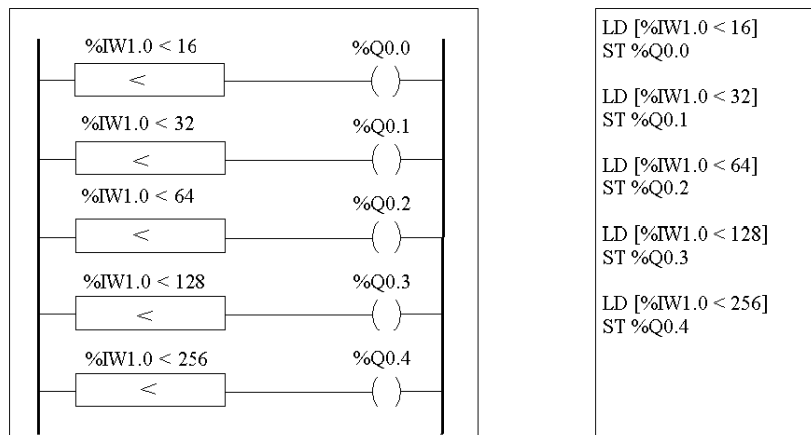 %IW1.0 < 16 %Q0.0
< ( )
%IW1.0 < 32 %Q0.1
< ( )
%IW1.0 < 64 %Q0.2
< ( )
%IW1.0 < 128 %Q0.3
< ( )
%IW1.0 < 256 %Q0.4
< ( )
LD [%IW1.0 < 16]
ST %Q0.0
LD [%IW1.0 < 32]
ST %Q0.1
LD [%IW1.0 < 64]
ST %Q0.2
LD [%IW1.0 < 128]
ST %Q0.3
LD [%IW1.0 < 256]
ST %Q0.4